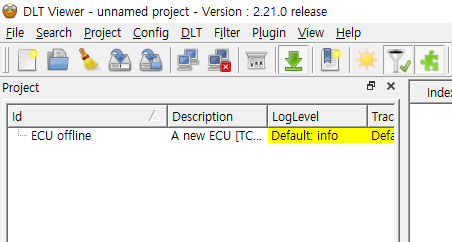 DLT Viewer - unnamed project - Version : 2.21.0 release
File Search Project Config DLT Filter Plugin View Help
Project
Id Description LogLevel Trac
ECU offline A new ECU [TC... Default: info Defa
Index